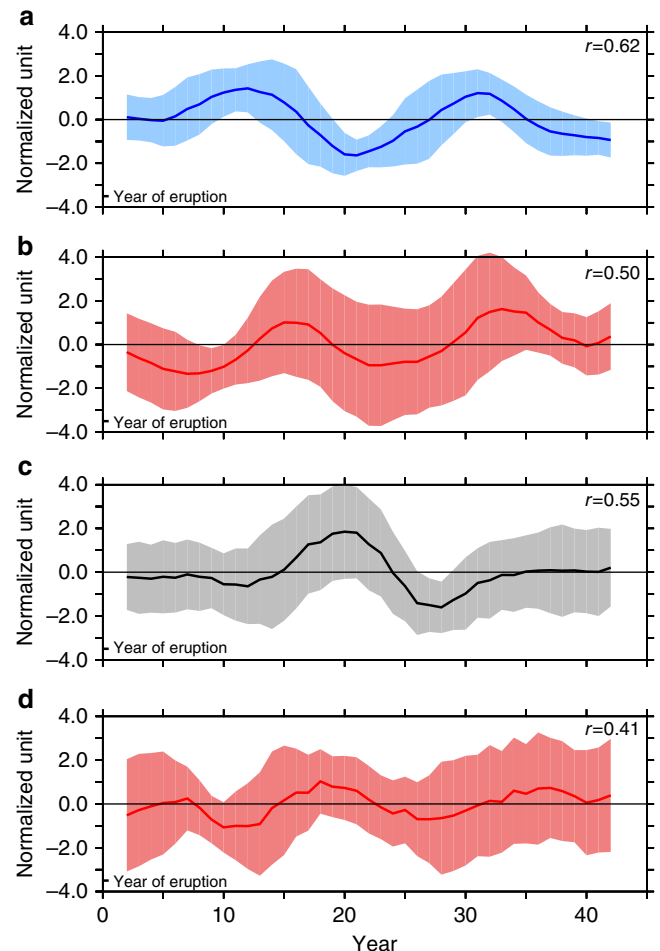 a
4.0
2.0
0.0
−2.0
−4.0
Normalized unit
r=0.62
Year of eruption
b
4.0
2.0
0.0
−2.0
−4.0
Normalized unit
r=0.50
Year of eruption
c
4.0
2.0
0.0
−2.0
−4.0
Normalized unit
r=0.55
Year of eruption
d
4.0
2.0
0.0
−2.0
−4.0
Normalized unit
r=0.41
Year of eruption
0 10 20 30 40
Year